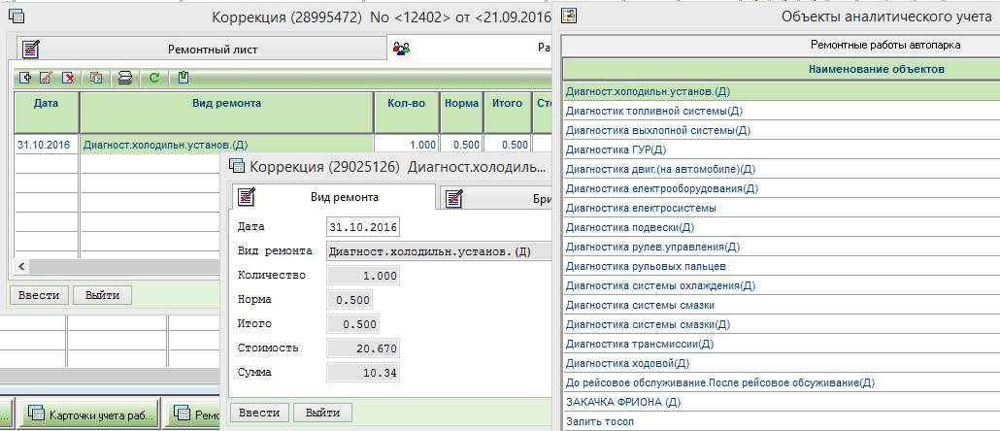 Коррекция (28995472) No <12402> от <21.09.2016
Ремонтный лист
Ра
Дата Вид ремонта Кол-во Норма Итого Ст
31.10.2016 Диагност.холодильн.установ.(Д) 1.000 0.500 0.500
Ввести Выйти
Коррекция (29025126) Диагност.холодиль...
Вид ремонта
Бри
Дата 31.10.2016
Вид ремонта Диагност.холодильн.установ.(Д)
Количество 1.000
Норма 0.500
Итого 0.500
Стоимость 20.670
Сумма 10.34
Ввести Выйти
... Карточки учета раб... Ремо
Объекты аналитического учета
Ремонтные работы автопарка
Наименование объектов
Диагност.холодильн.установ.(Д)
Диагностик топливной системы(Д)
Диагностика выхлопной системы(Д)
Диагностика ГУР(Д)
Диагностика двиг.(на автомобиле)(Д)
Диагностика електрооборудования(Д)
Диагностика електросистемы
Диагностика подвески(Д)
Диагностика рулев.управления(Д)
Диагностика рульовых пальцев
Диагностика системы охлаждения(Д)
Диагностика системы смазки
Диагностика системы смазки(Д)
Диагностика трансмиссии(Д)
Диагностика ходовой(Д)
До рейсовое обслуживание.После рейсовое обсуживание(Д)
ЗАКАЧКА ФРИОНА (Д)
Залить тосол